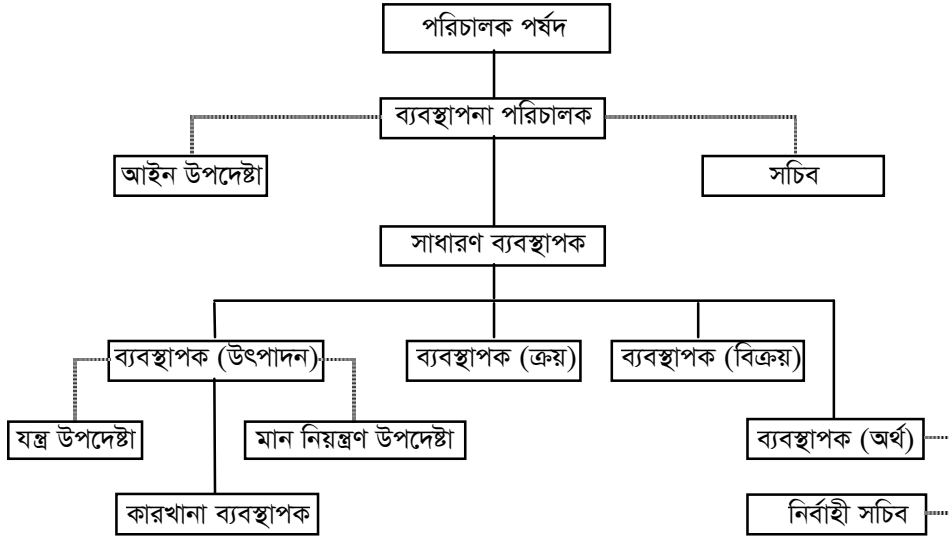 পরিচালক পর্ষদ
ব্যবস্থাপনা পরিচালক
আইন উপদেষ্টা
সচিব
সাধারণ ব্যবস্থাপক
ব্যবস্থাপক (উৎপাদন)
ব্যবস্থাপক (ক্রয়)
ব্যবস্থাপক (বিক্রয়)
যন্ত্র উপদেষ্টা
মান নিয়ন্ত্রণ উপদেষ্টা
ব্যবস্থাপক (অর্থ)
কারখানা ব্যবস্থাপক
নির্বাহী সচিব